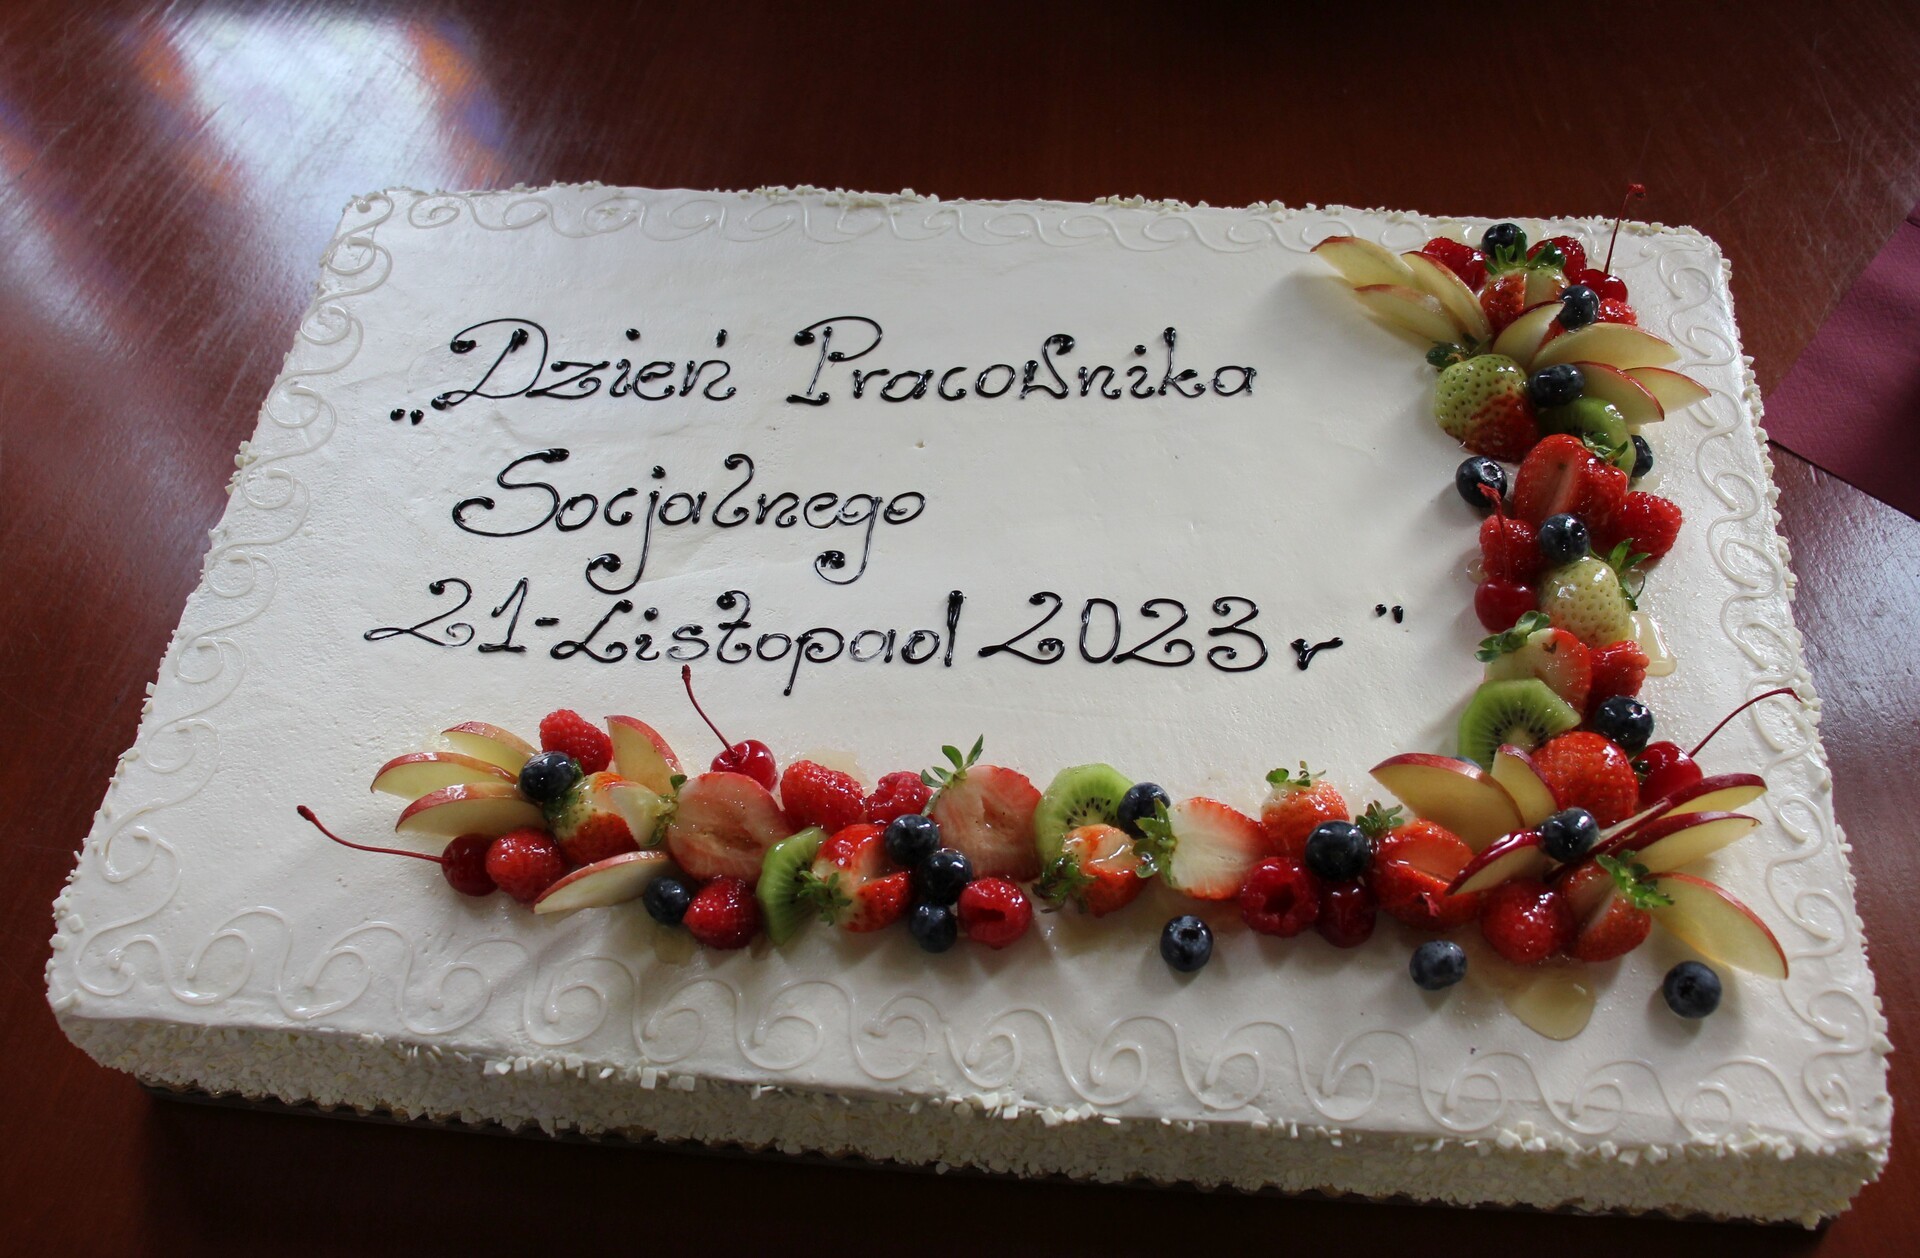 „Dzień Pracownika
Socjalnego
21-Listopad 2023 r"